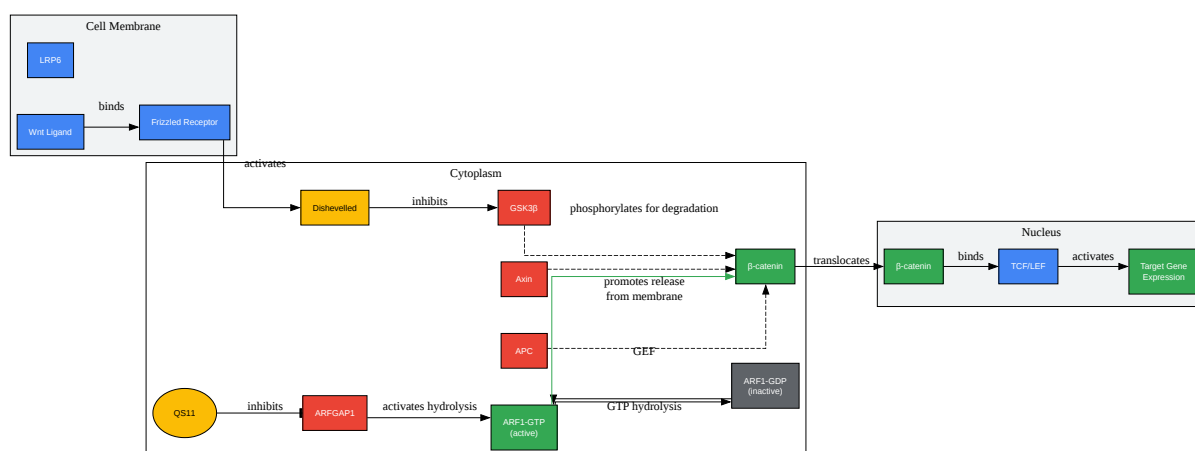 Cell Membrane
LRP6
binds
Wnt Ligand
Frizzled Receptor
activates
Cytoplasm
Dishevelled
inhibits
GSK3β
phosphorylates for degradation
Axin
promotes release
from membrane
β-catenin
translocates
Nucleus
β-catenin
binds
TCF/LEF
activates
Target Gene
Expression
APC
GEF
ARF1-GDP
(inactive)
QS11
inhibits
ARFGAP1
activates hydrolysis
ARF1-GTP
(active)
GTP hydrolysis